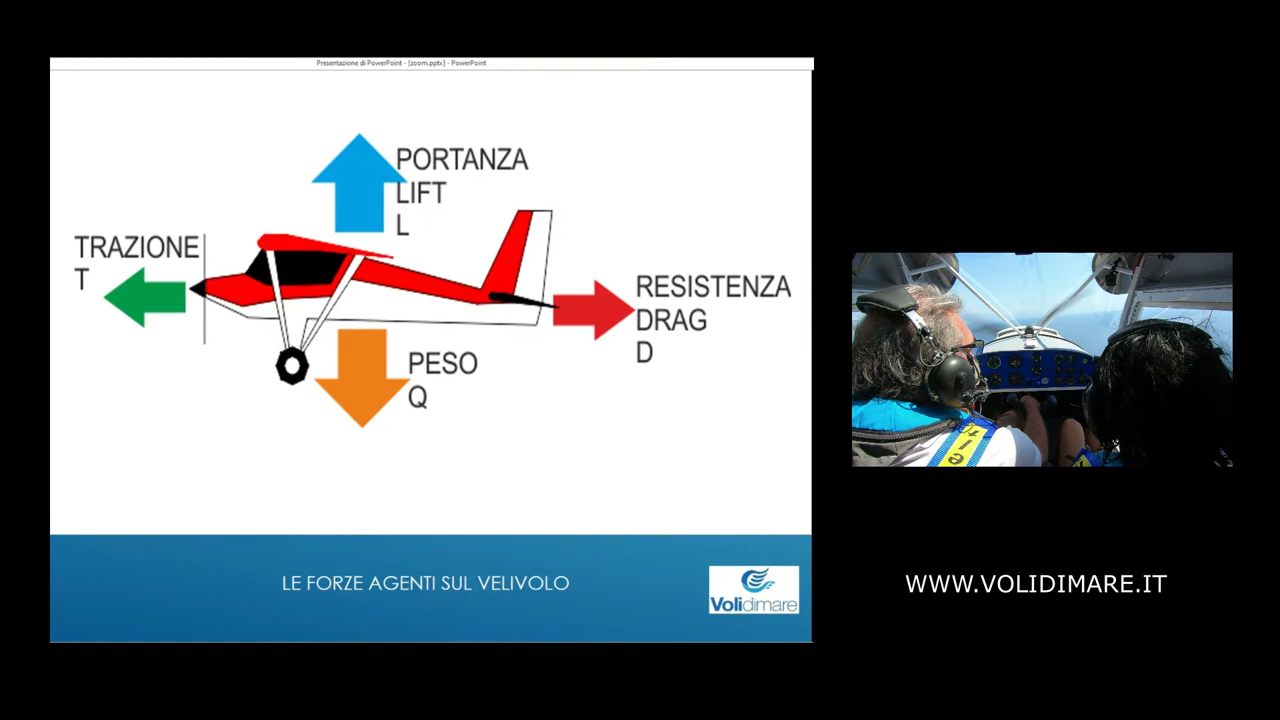 Presentazione di PowerPoint - [zoom.pptx] - PowerPoint
PORTANZA
LIFT
L
TRAZIONE
T
RESISTENZA
DRAG
D
PESO
Q
LE FORZE AGENTI SUL VELIVOLO
Volidimare
WWW.VOLIDIMARE.IT